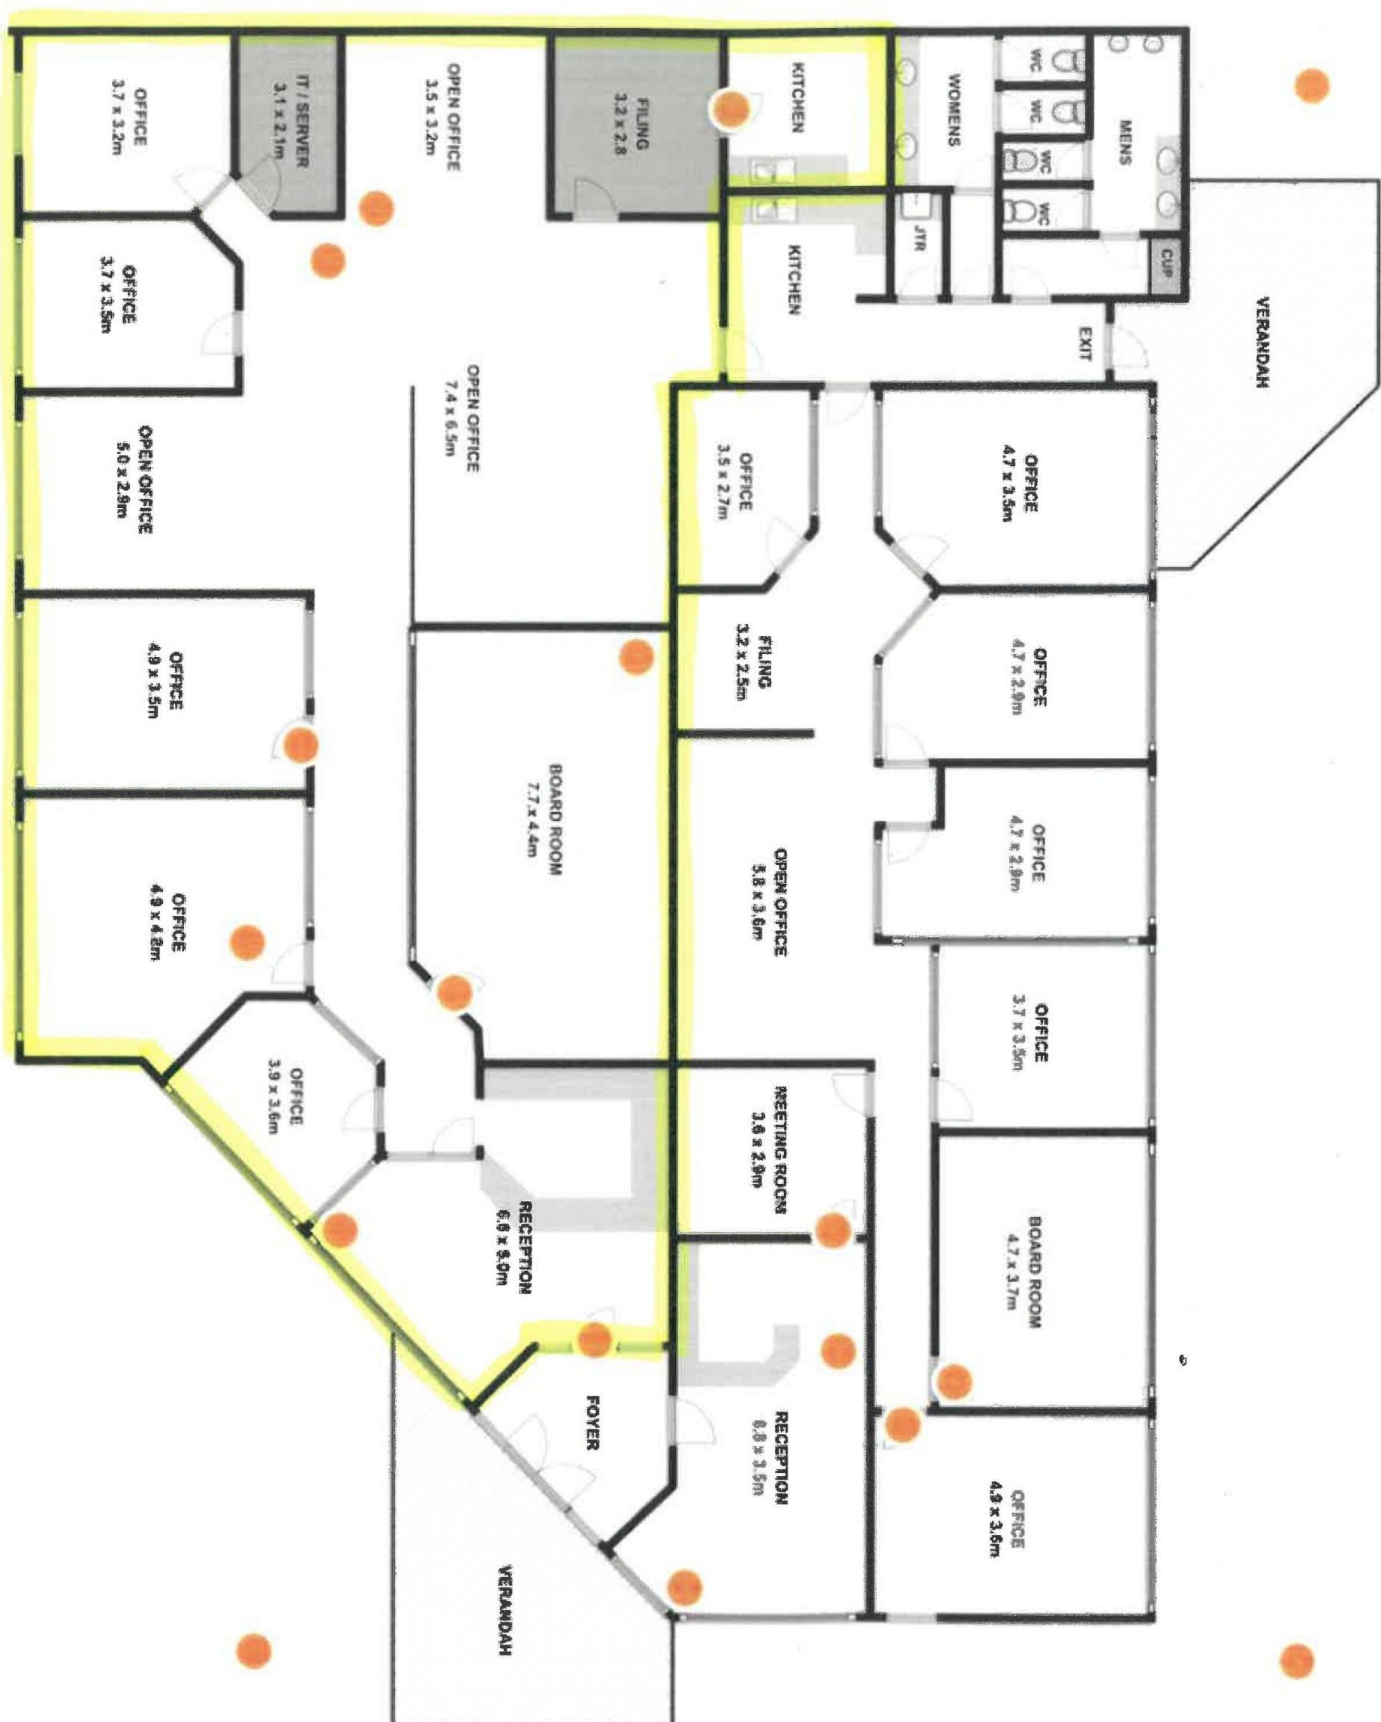 VERANDAH
CUP
MENS
EXIT
WC
WC
WC
WC
WOMENS
JTR
OFFICE
4.7 x 3.5m
OFFICE
4.7 x 2.9m
OFFICE
4.7 x 2.9m
OFFICE
3.7 x 3.5m
BOARD ROOM
4.7 x 3.7m
OFFICE
4.9 x 3.6m
KITCHEN
KITCHEN
OFFICE
3.5 x 2.7m
FILING
3.2 x 2.5m
OPEN OFFICE
5.8 x 3.6m
MEETING ROOM
3.6 x 2.9m
RECEPTION
6.8 x 3.5m
FILING
3.2 x 2.8
OPEN OFFICE
3.5 x 3.2m
OPEN OFFICE
7.4 x 6.5m
BOARD ROOM
7.7 x 4.4m
RECEPTION
6.6 x 5.0m
FOYER
VERANDAH
IT / SERVER
3.1 x 2.1m
OFFICE
3.7 x 3.2m
OFFICE
3.7 x 3.5m
OPEN OFFICE
5.0 x 2.9m
OFFICE
4.9 x 3.5m
OFFICE
4.9 x 4.8m
OFFICE
3.9 x 3.6m